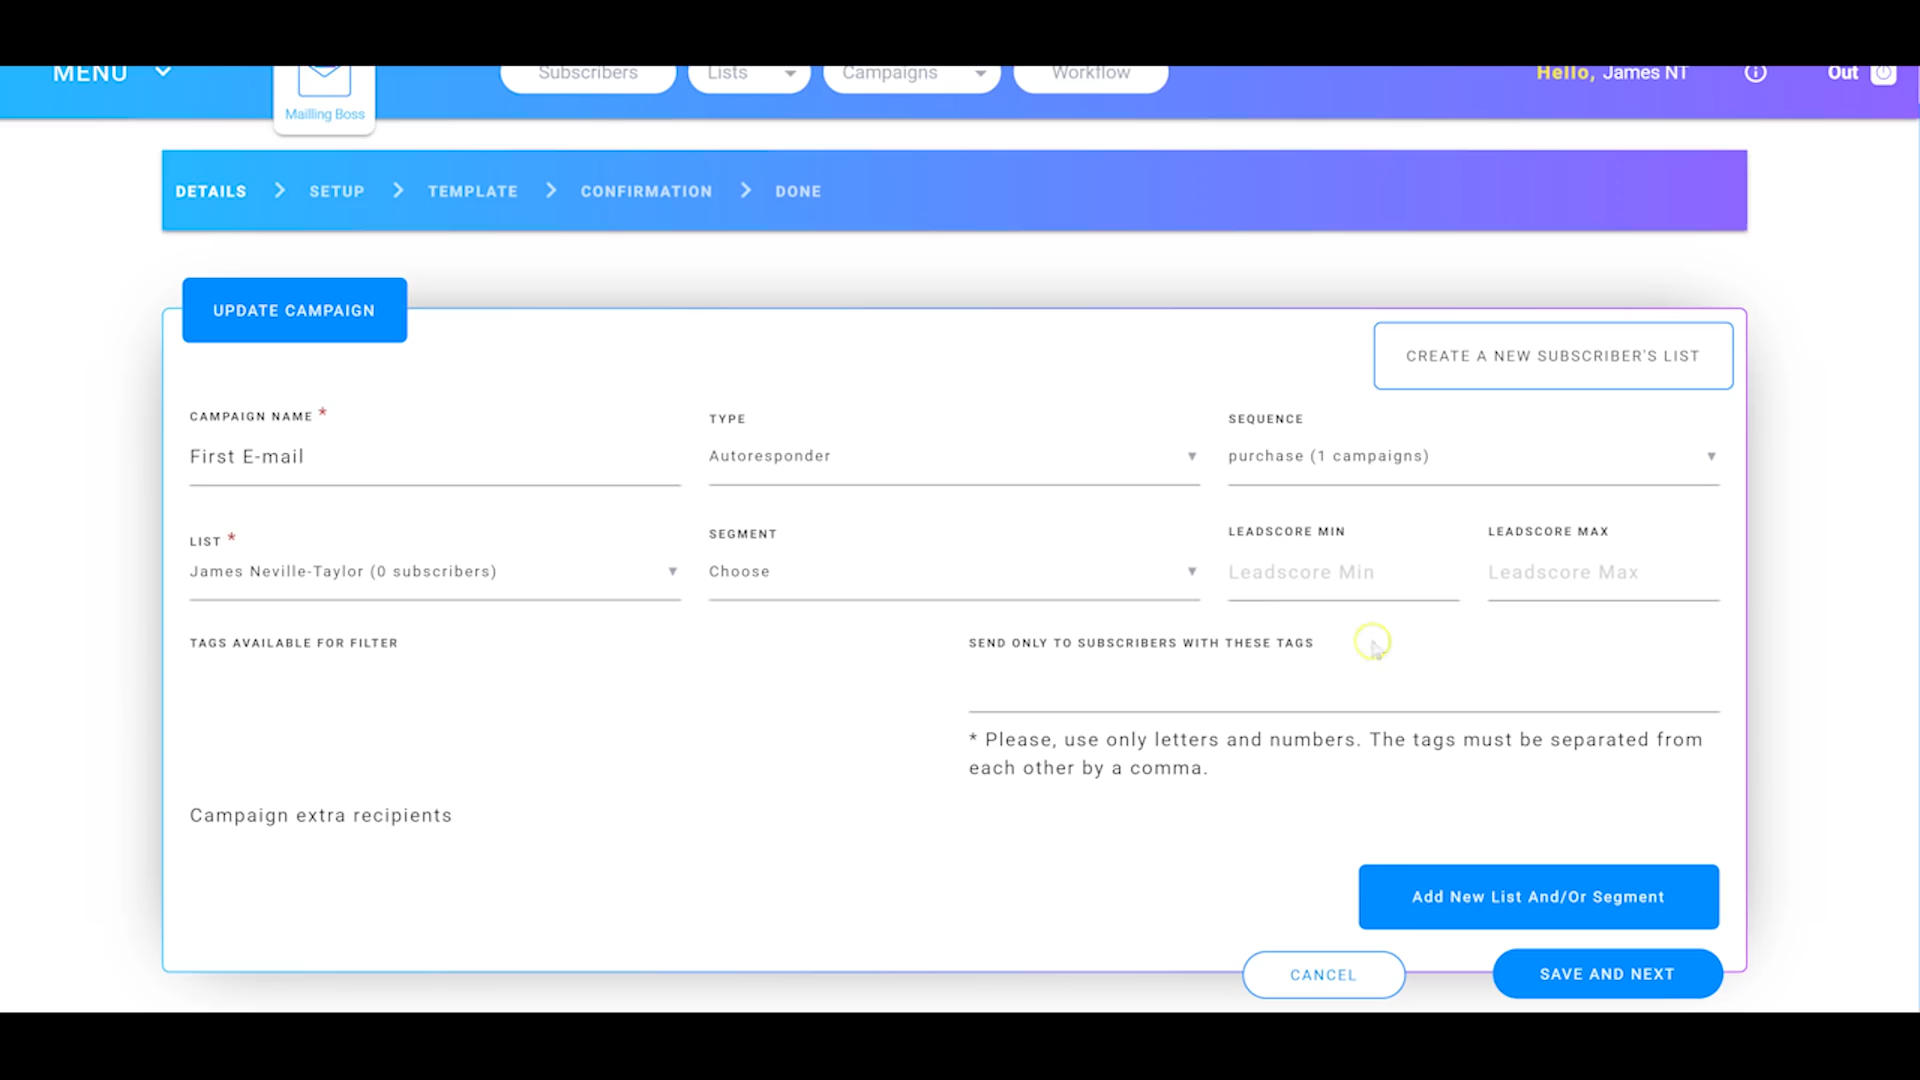 MENU
Mailling Boss
Subscribers
Lists
Campaigns
Workflow
Hello, James NT
Out
DETAILS > SETUP > TEMPLATE > CONFIRMATION > DONE
UPDATE CAMPAIGN
CREATE A NEW SUBSCRIBER'S LIST
CAMPAIGN NAME *
First E-mail
TYPE
Autoresponder
SEQUENCE
purchase (1 campaigns)
LIST *
James Neville-Taylor (0 subscribers)
SEGMENT
Choose
LEADSCORE MIN
Leadscore Min
LEADSCORE MAX
Leadscore Max
TAGS AVAILABLE FOR FILTER
SEND ONLY TO SUBSCRIBERS WITH THESE TAGS
* Please, use only letters and numbers. The tags must be separated from
each other by a comma.
Campaign extra recipients
Add New List And/Or Segment
CANCEL
SAVE AND NEXT